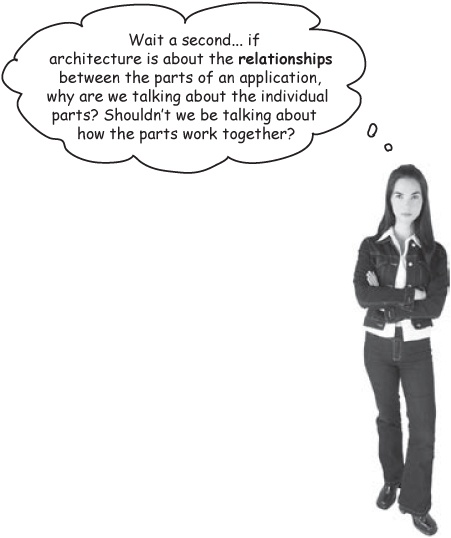 Wait a second... if
architecture is about the relationships
between the parts of an application,
why are we talking about the individual
parts? Shouldn't we be talking about
how the parts work together?